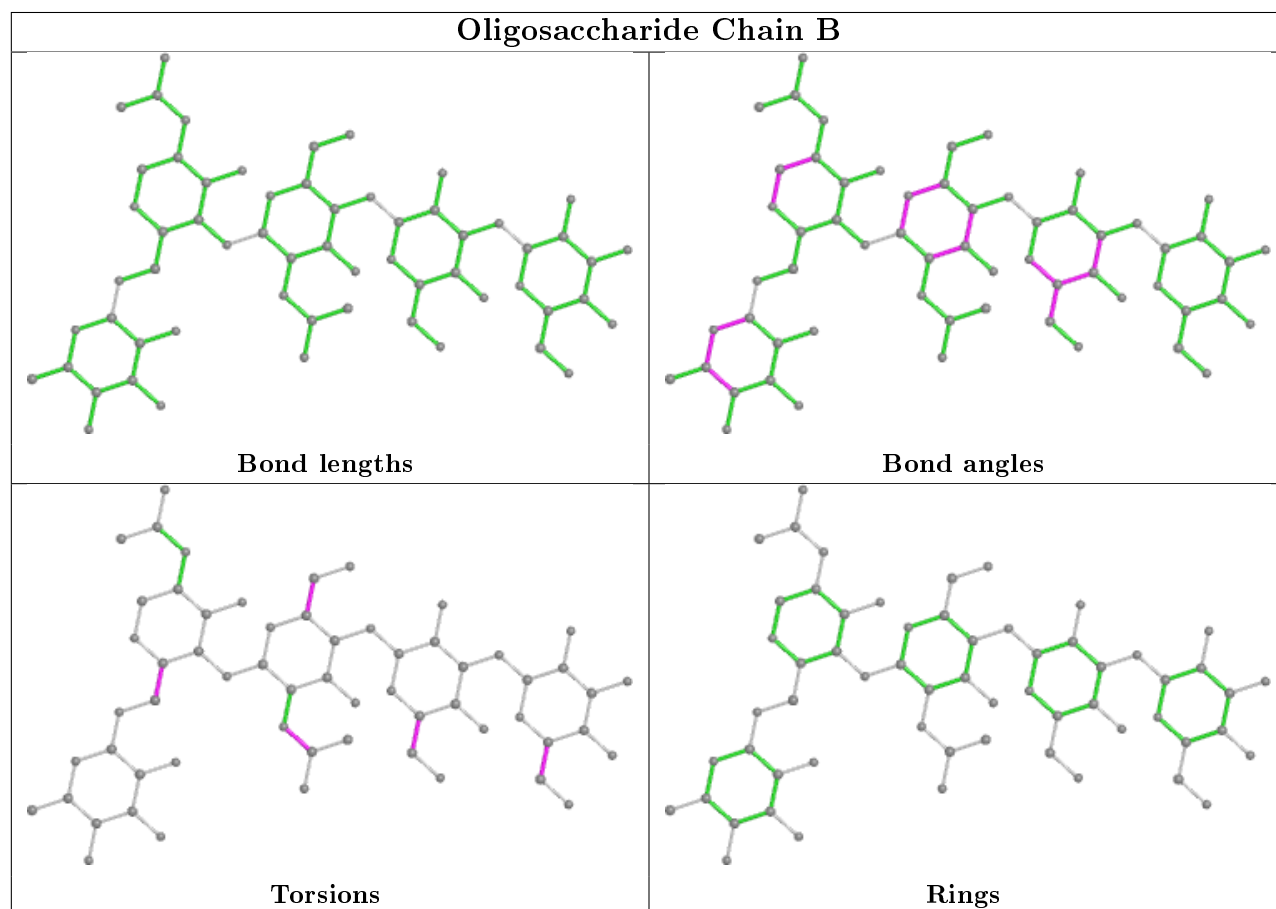 Oligosaccharide Chain B
Bond lengths
Bond angles
Torsions
Rings